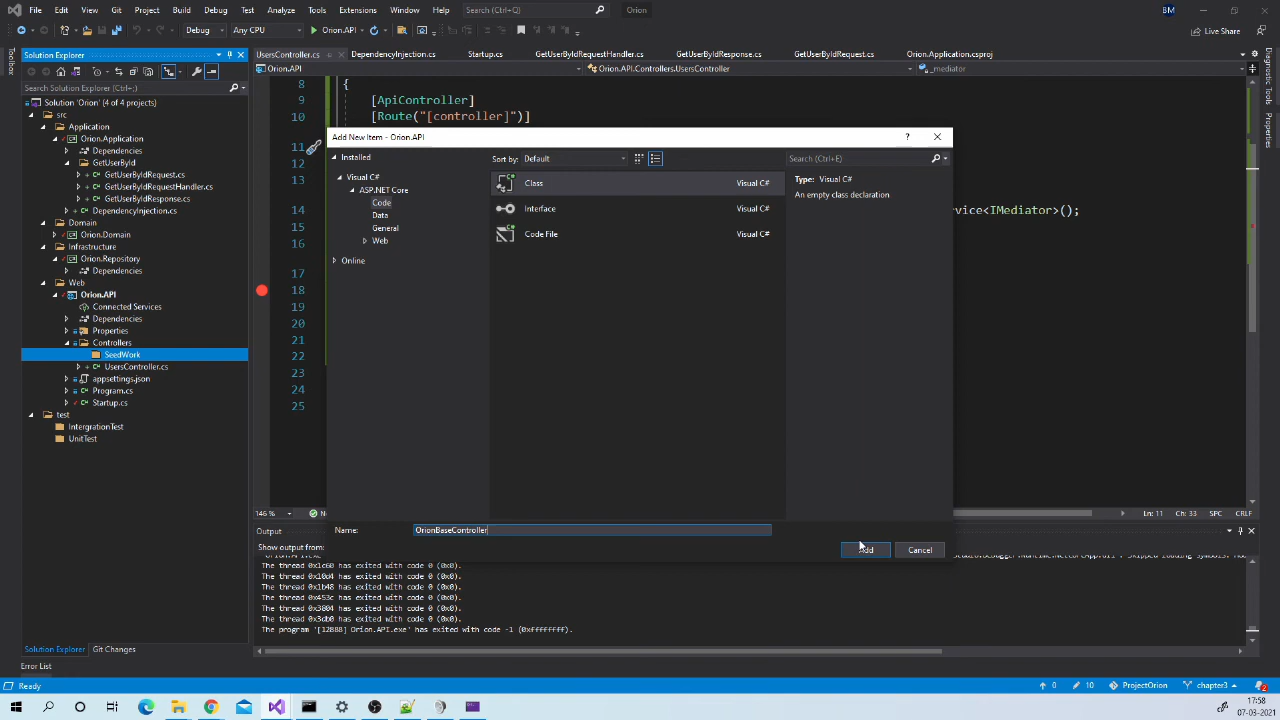 File Edit View Git Project Build Debug Test Analyze Tools Extensions Window Help Search (Ctrl+Q) Orion BM
Debug Any CPU Orion.API Live Share
Solution Explorer
UsersController.cs DependencyInjection.cs Startup.cs GetUserByIdRequestHandler.cs GetUserByIdResponse.cs GetUserByIdRequest.cs Orion.Application.csproj
Orion.API Orion.API.Controllers.UsersController _mediator
Toolbox
Diagnostic Tools
Properties
Search Solution Explorer (Ctrl+;)
Solution 'Orion' (4 of 4 projects)
src
Application
Orion.Application
Dependencies
GetUserById
GetUserByIdRequest.cs
GetUserByIdRequestHandler.cs
GetUserByIdResponse.cs
DependencyInjection.cs
Domain
Orion.Domain
Infrastructure
Orion.Repository
Dependencies
Web
Orion.API
Connected Services
Dependencies
Properties
Controllers
SeedWork
UsersController.cs
appsettings.json
Program.cs
Startup.cs
test
IntergrationTest
UnitTest
Solution Explorer Git Changes
8 {
9 [ApiController]
10 [Route("[controller]")]
11
12
13
14 rvice<IMediator>();
15
16
17
18
19
20
21
22
23
24
25
Add New Item - Orion.API ?
Installed
Visual C#
ASP.NET Core
Code
Data
General
Web
Online
Sort by: Default
Class Visual C#
Interface Visual C#
Code File Visual C#
Search (Ctrl+E)
Type: Visual C#
An empty class declaration
Name: OrionBaseController
Add Cancel
146 % Ln: 11 Ch: 33 SPC CRLF
Output
Show output from:
The thread 0x1c60 has exited with code 0 (0x0).
The thread 0x10d4 has exited with code 0 (0x0).
The thread 0x1b48 has exited with code 0 (0x0).
The thread 0x453c has exited with code 0 (0x0).
The thread 0x3804 has exited with code 0 (0x0).
The thread 0x3db0 has exited with code 0 (0x0).
The program '[12888] Orion.API.exe' has exited with code -1 (0xffffffff).
Error List
Ready 0 10 ProjectOrion chapter3 2
17:58
07-03-2021